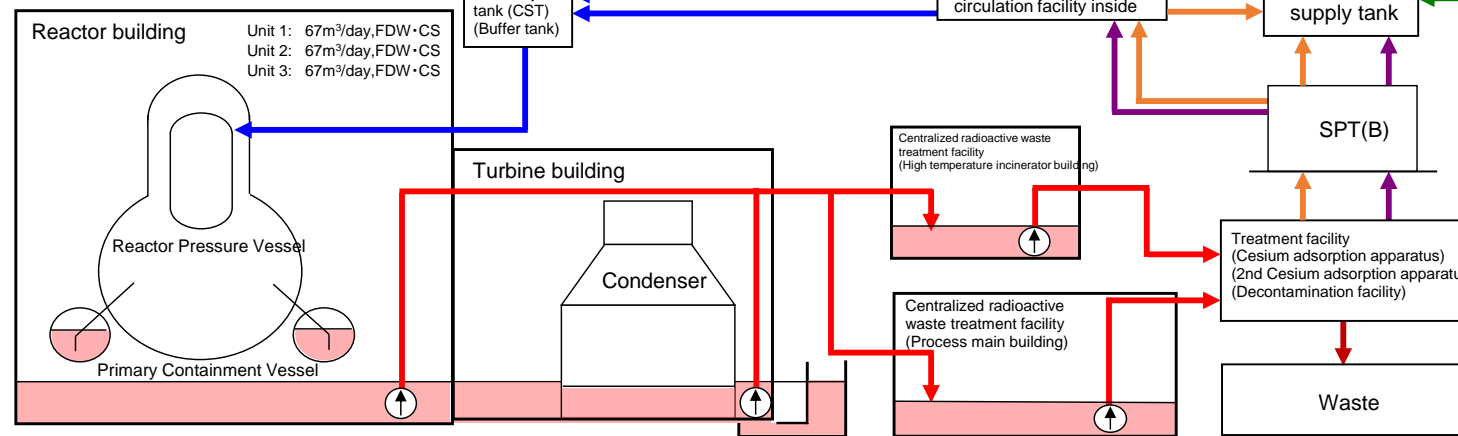 Reactor building
Unit 1: 67m³/day,FDW・CS
Unit 2: 67m³/day,FDW・CS
Unit 3: 67m³/day,FDW・CS
tank (CST)
(Buffer tank)
circulation facility inside
supply tank
SPT(B)
Centralized radioactive waste
treatment facility
(High temperature incinerator building)
Turbine building
Reactor Pressure Vessel
Condenser
Treatment facility
(Cesium adsorption apparatus)
(2nd Cesium adsorption apparatu
(Decontamination facility)
Centralized radioactive
waste treatment facility
(Process main building)
Primary Containment Vessel
Waste